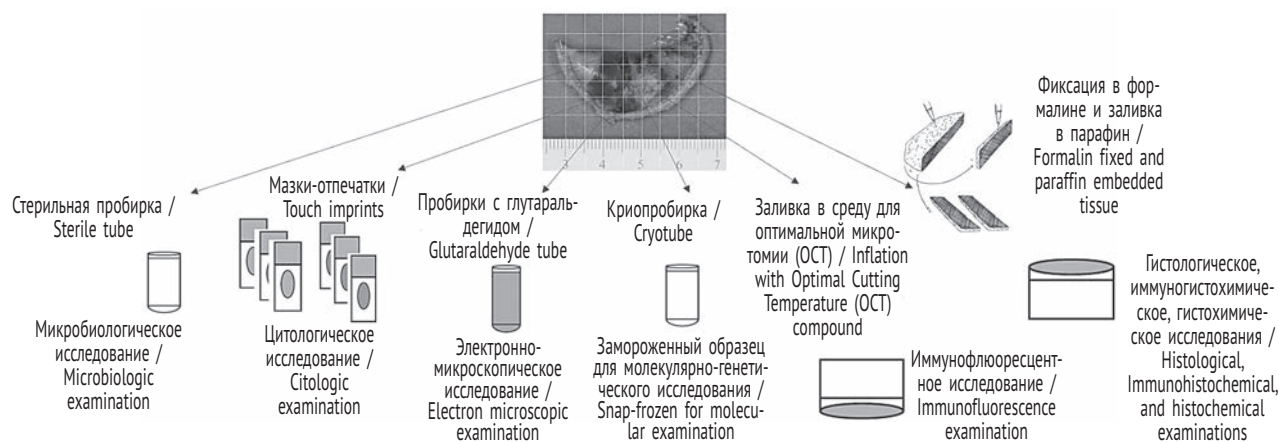 3 4 5 6 7
Стерильная пробирка /
Sterile tube
Микробиологическое
исследование /
Microbiologic
examination
Мазки-отпечатки /
Touch imprints
Цитологическое
исследование /
Citologic
examination
Пробирки с глутараль-
дегидом /
Glutaraldehyde tube
Электронно-
микроскопическое
исследование /
Electron microscopic
examination
Криопробирка /
Cryotube
Замороженный образец
для молекулярно-гене-
тического исследования /
Snap-frozen for molecu-
lar examination
Заливка в среду для
оптимальной микро-
томии (OCT) / Inflation
with Optimal Cutting
Temperature (OCT)
compound
Иммунофлюоресцент-
ное исследование /
Immunofluorescence
examination
Фиксация в фор-
малине и заливка
в парафин /
Formalin fixed and
paraffin embedded
tissue
Гистологическое,
иммуногистохимиче-
ское, гистохимиче-
ское исследования /
Histological,
Immunohistochemical,
and histochemical
examinations